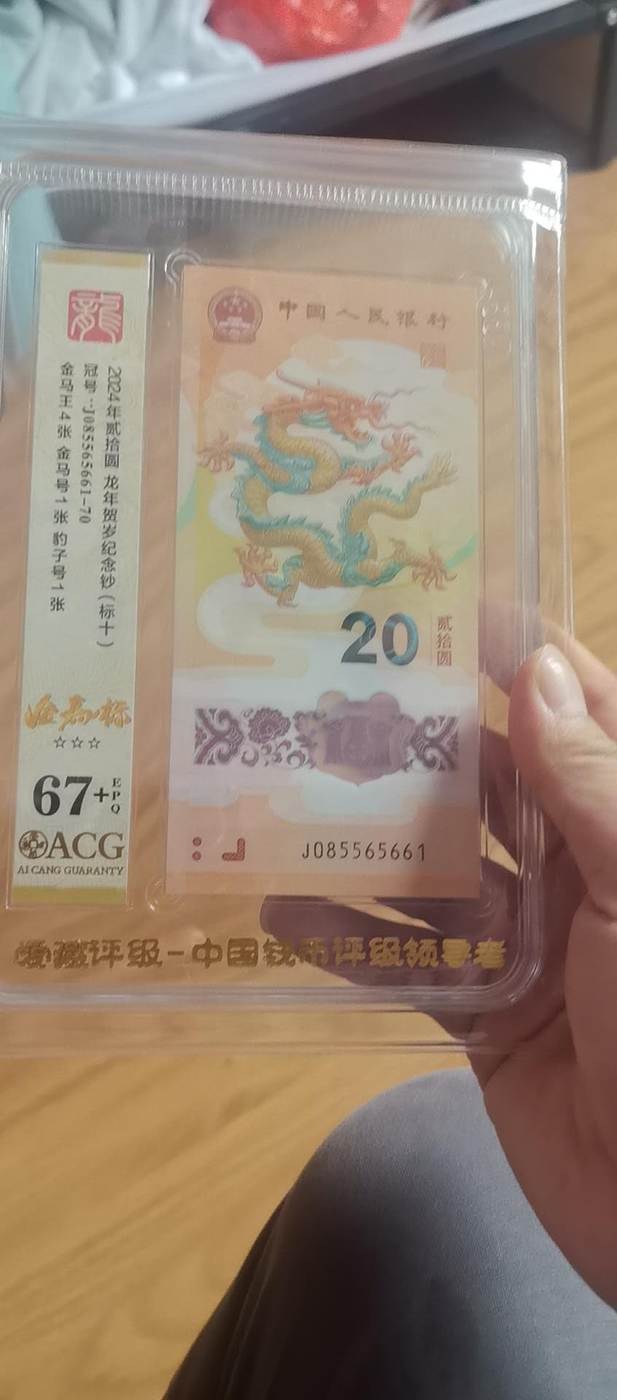 龍
2024年贰拾圆 龙年贺岁纪念钞（标十）
冠号：J085565661-70
金马王4张 金马号1张 豹子号1张
☆☆☆
67+EPQ
ACG
AI CANG GUARANTY
中国人民银行
20
贰拾圆
J085565661
爱藏评级-中国钱币评级领导者